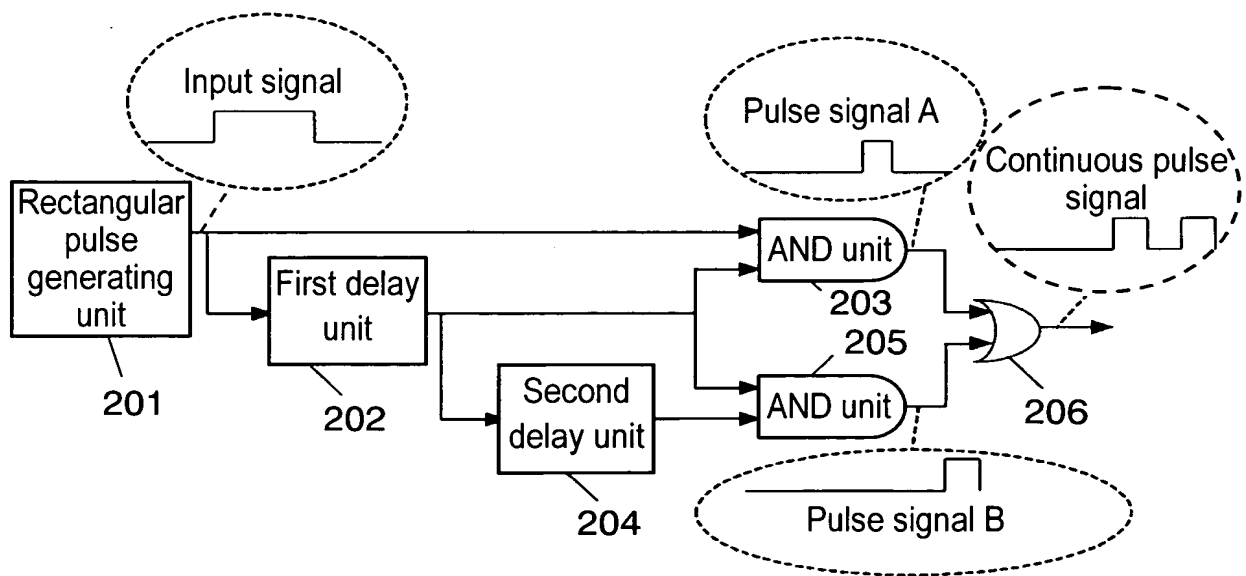 Input signal
Pulse signal A
Continuous pulse
signal
Rectangular
pulse
generating
unit
201
First delay
unit
202
AND unit
203
205
AND unit
206
Second
delay unit
204
Pulse signal B